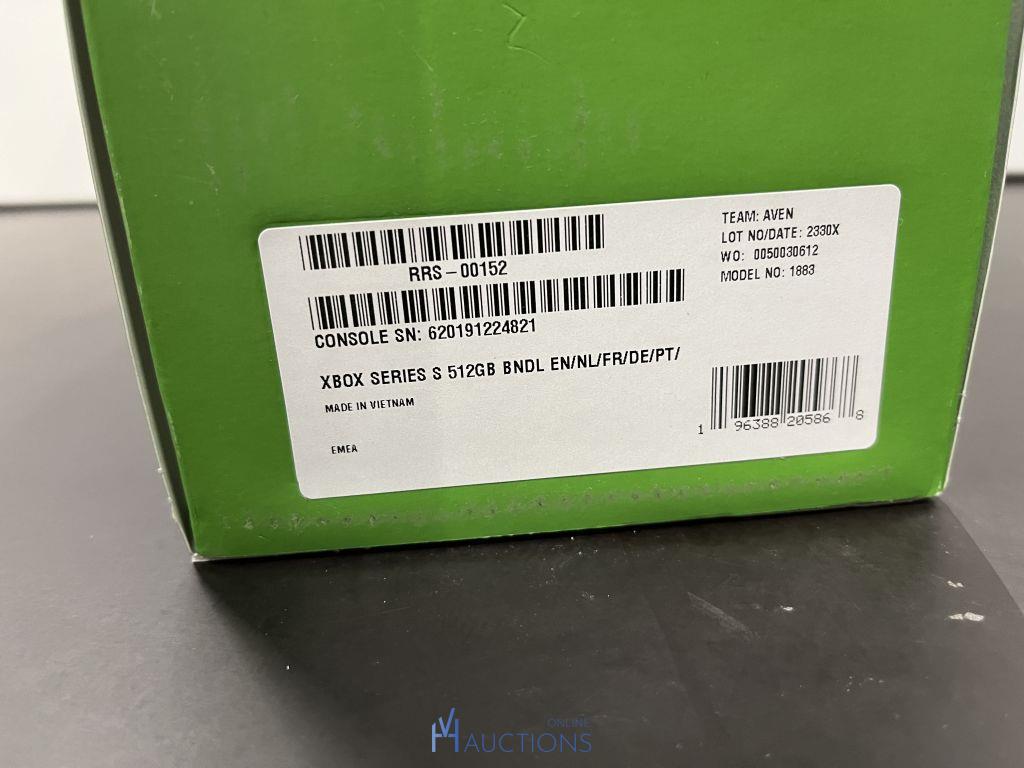 RRS-00152
CONSOLE SN: 620191224821
XBOX SERIES S 512GB BNDL EN/NL/FR/DE/PT/
MADE IN VIETNAM
EMEA
TEAM: AVEN
LOT NO/DATE: 2330X
WO: 0050030612
MODEL NO: 1883
1 96388 20586 8
ONLINE
AUCTIONS